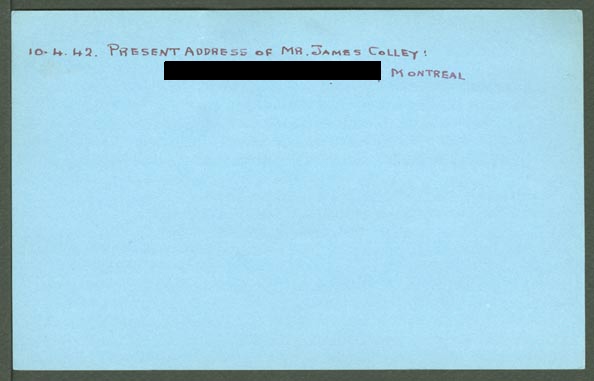 10-4-42. PRESENT ADDRESS OF MR. JAMES COLLEY:
MONTREAL